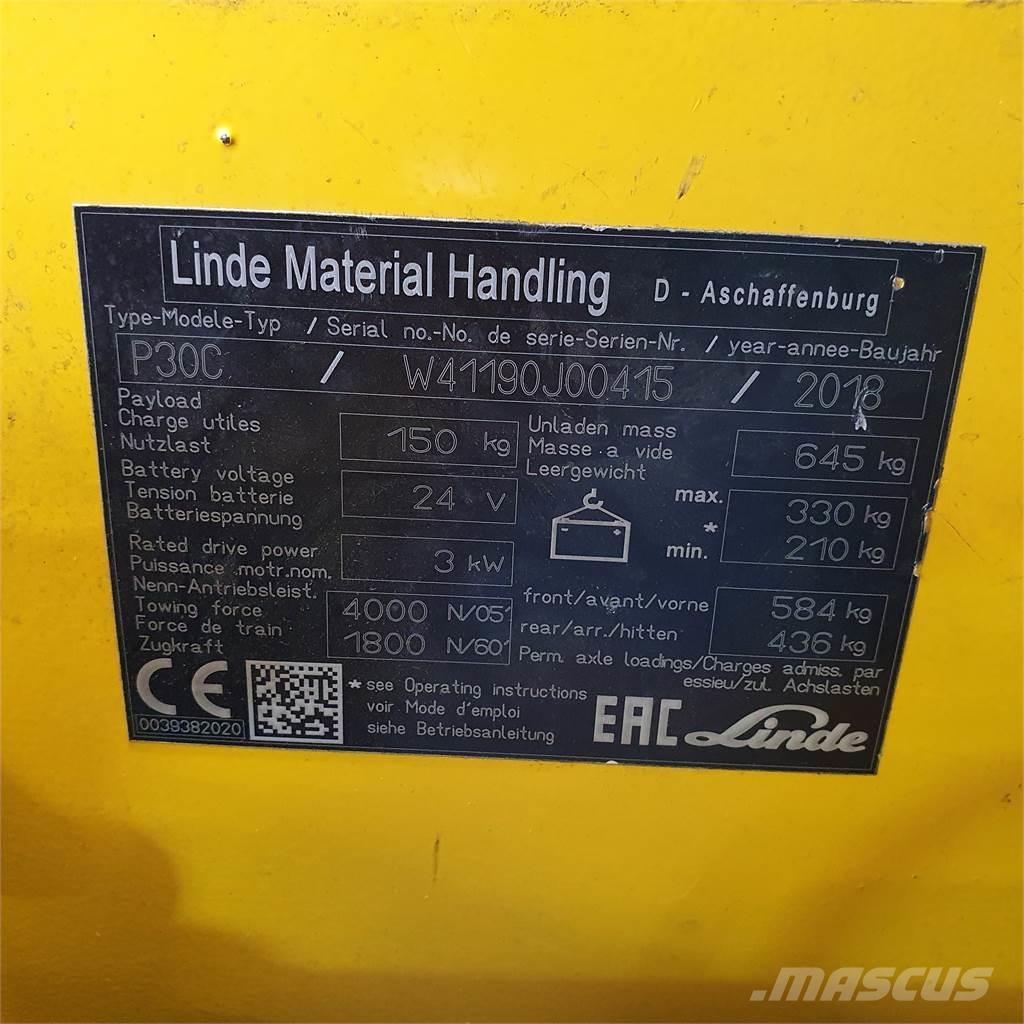 Linde Material Handling D - Aschaffenburg
Type-Modele-Typ / Serial no.-No. de serie-Serien-Nr. / year-annee-Baujahr
P30C / W41190J00415 / 2018
Payload
Charge utiles
Nutzlast
150 kg
Unladen mass
Masse a vide
Leergewicht
645 kg
Battery voltage
Tension batterie
Batteriespannung
24 V
max. 330 kg
*
min. 210 kg
Rated drive power
Puissance motr.nom.
Nenn-Antriebsleist.
3 kW
Towing force
Force de train
Zugkraft
4000 N/05'
1800 N/60'
front/avant/vorne 584 kg
rear/arr./hitten 436 kg
Perm. axle loadings/Charges admiss. par
essieu/zul. Achslasten
CE
0039382020
* see Operating instructions
voir Mode d'emploi
siehe Betriebsanleitung
EAC Linde
.MASCUS